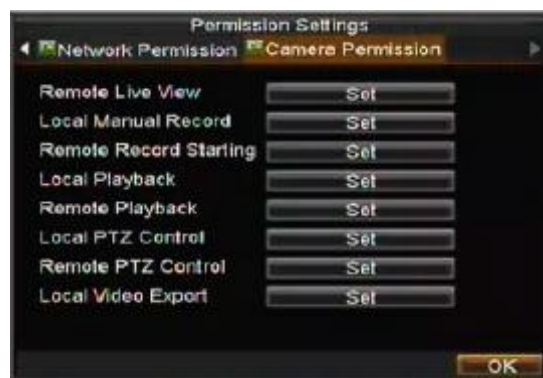 Permission Settings
Network Permission Camera Permission
Remote Live View Set
Local Manual Record Set
Remote Record Starting Set
Local Playback Set
Remote Playback Set
Local PTZ Control Set
Remote PTZ Control Set
Local Video Export Set
OK